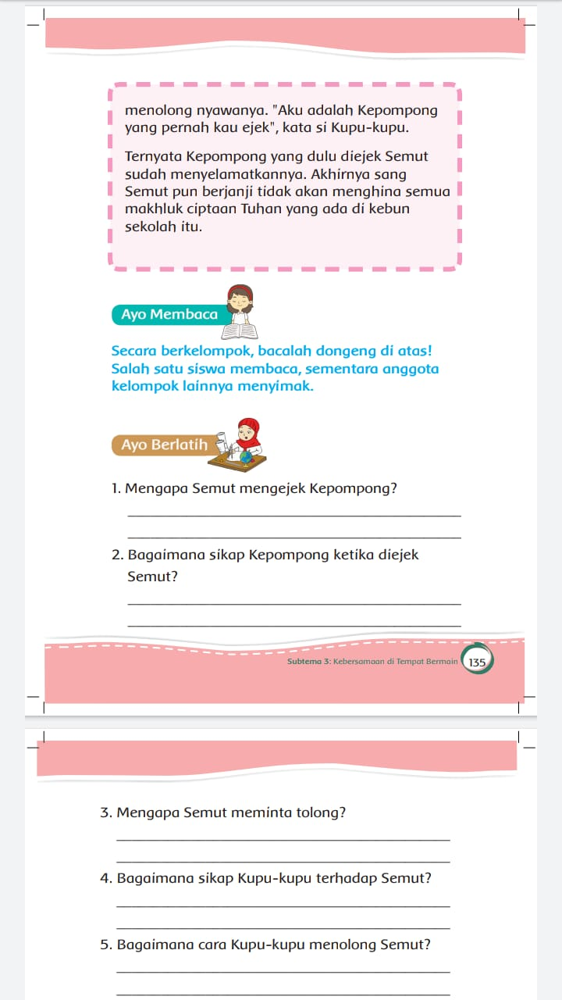 menolong nyawanya. "Aku adalah Kepompong
yang pernah kau ejek", kata si Kupu-kupu.
Ternyata Kepompong yang dulu diejek Semut
sudah menyelamatkannya. Akhirnya sang
Semut pun berjanji tidak akan menghina semua
makhluk ciptaan Tuhan yang ada di kebun
sekolah itu.
Ayo Membaca
Secara berkelompok, bacalah dongeng di atas!
Salah satu siswa membaca, sementara anggota
kelompok lainnya menyimak.
Ayo Berlatih
1. Mengapa Semut mengejek Kepompong?
2. Bagaimana sikap Kepompong ketika diejek
Semut?
Subtema 3: Kebersamaan di Tempat Bermain 135
3. Mengapa Semut meminta tolong?
4. Bagaimana sikap Kupu-kupu terhadap Semut?
5. Bagaimana cara Kupu-kupu menolong Semut?